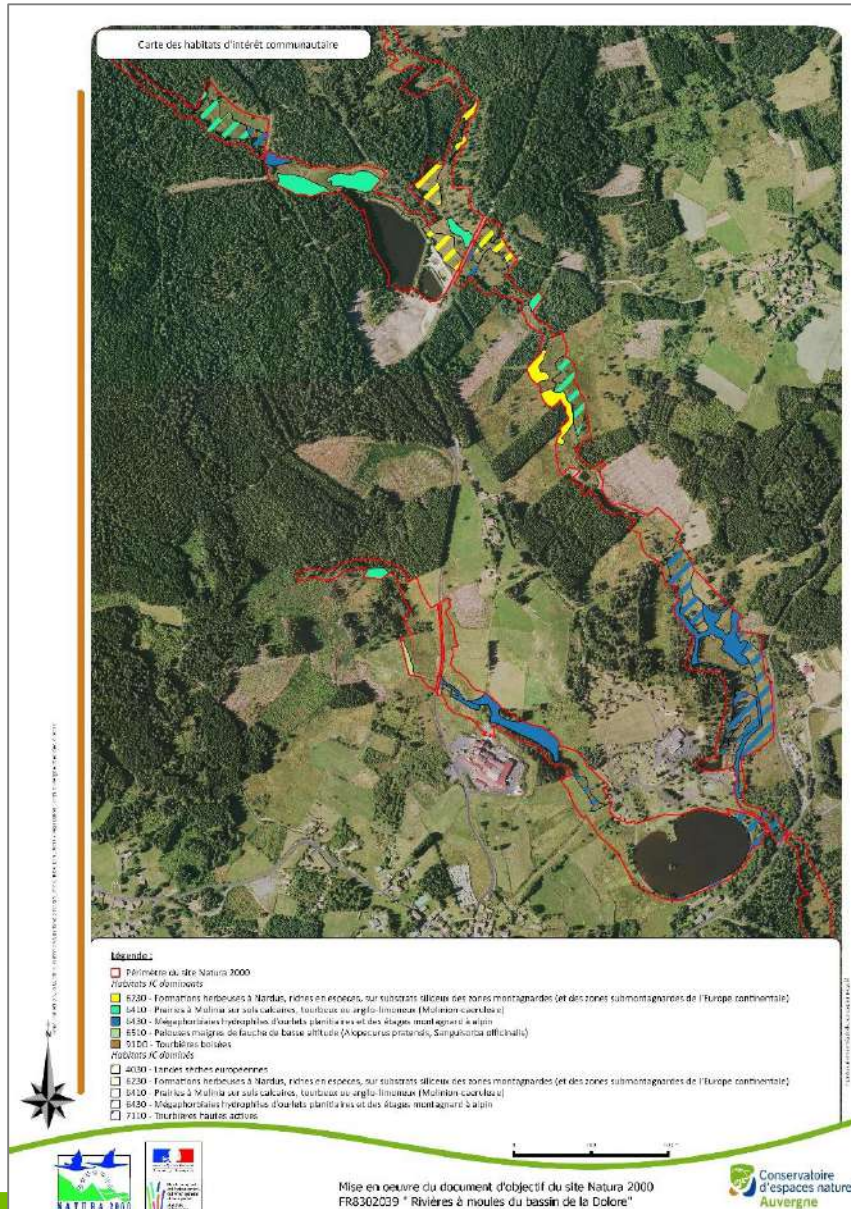 Carte des habitats d'intérêt communautaire
Légende :
Périmètre du site Natura 2000
Habitats IC dominants
6230 - Formations herbeuses à Nardus, riches en especes, sur substrats siliceux des zones montagnardes (et des zones submontagnardes de l'Europe continentale)
6410 - Prairies à Molinia sur sols calcaires, tourbeux ou argilo-limoneux (Molinion-caeruleae)
6430 - Mégaphorbiaies hydrophiles d'ourlets planitiaires et des étages montagnard à alpin
6510 - Pelouses maigres de fauche de basse altitude (Alopecurus pratensis, Sanguisorba officinalis)
91D0 - Tourbières boisées
Habitats IC dominés
4030 - Landes sèches européennes
6230 - Formations herbeuses à Nardus, riches en especes, sur substrats siliceux des zones montagnardes (et des zones submontagnardes de l'Europe continentale)
6410 - Prairies à Molinia sur sols calcaires, tourbeux ou argilo-limoneux (Molinion-caeruleae)
6430 - Mégaphorbiaies hydrophiles d'ourlets planitiaires et des étages montagnard à alpin
7110 - Tourbières hautes actives
NATURA 2000
Mise en oeuvre du document d'objectif du site Natura 2000
FR8302039 " Rivières à moules du bassin de la Dolore"
Conservatoire
d'espaces nature
Auvergne